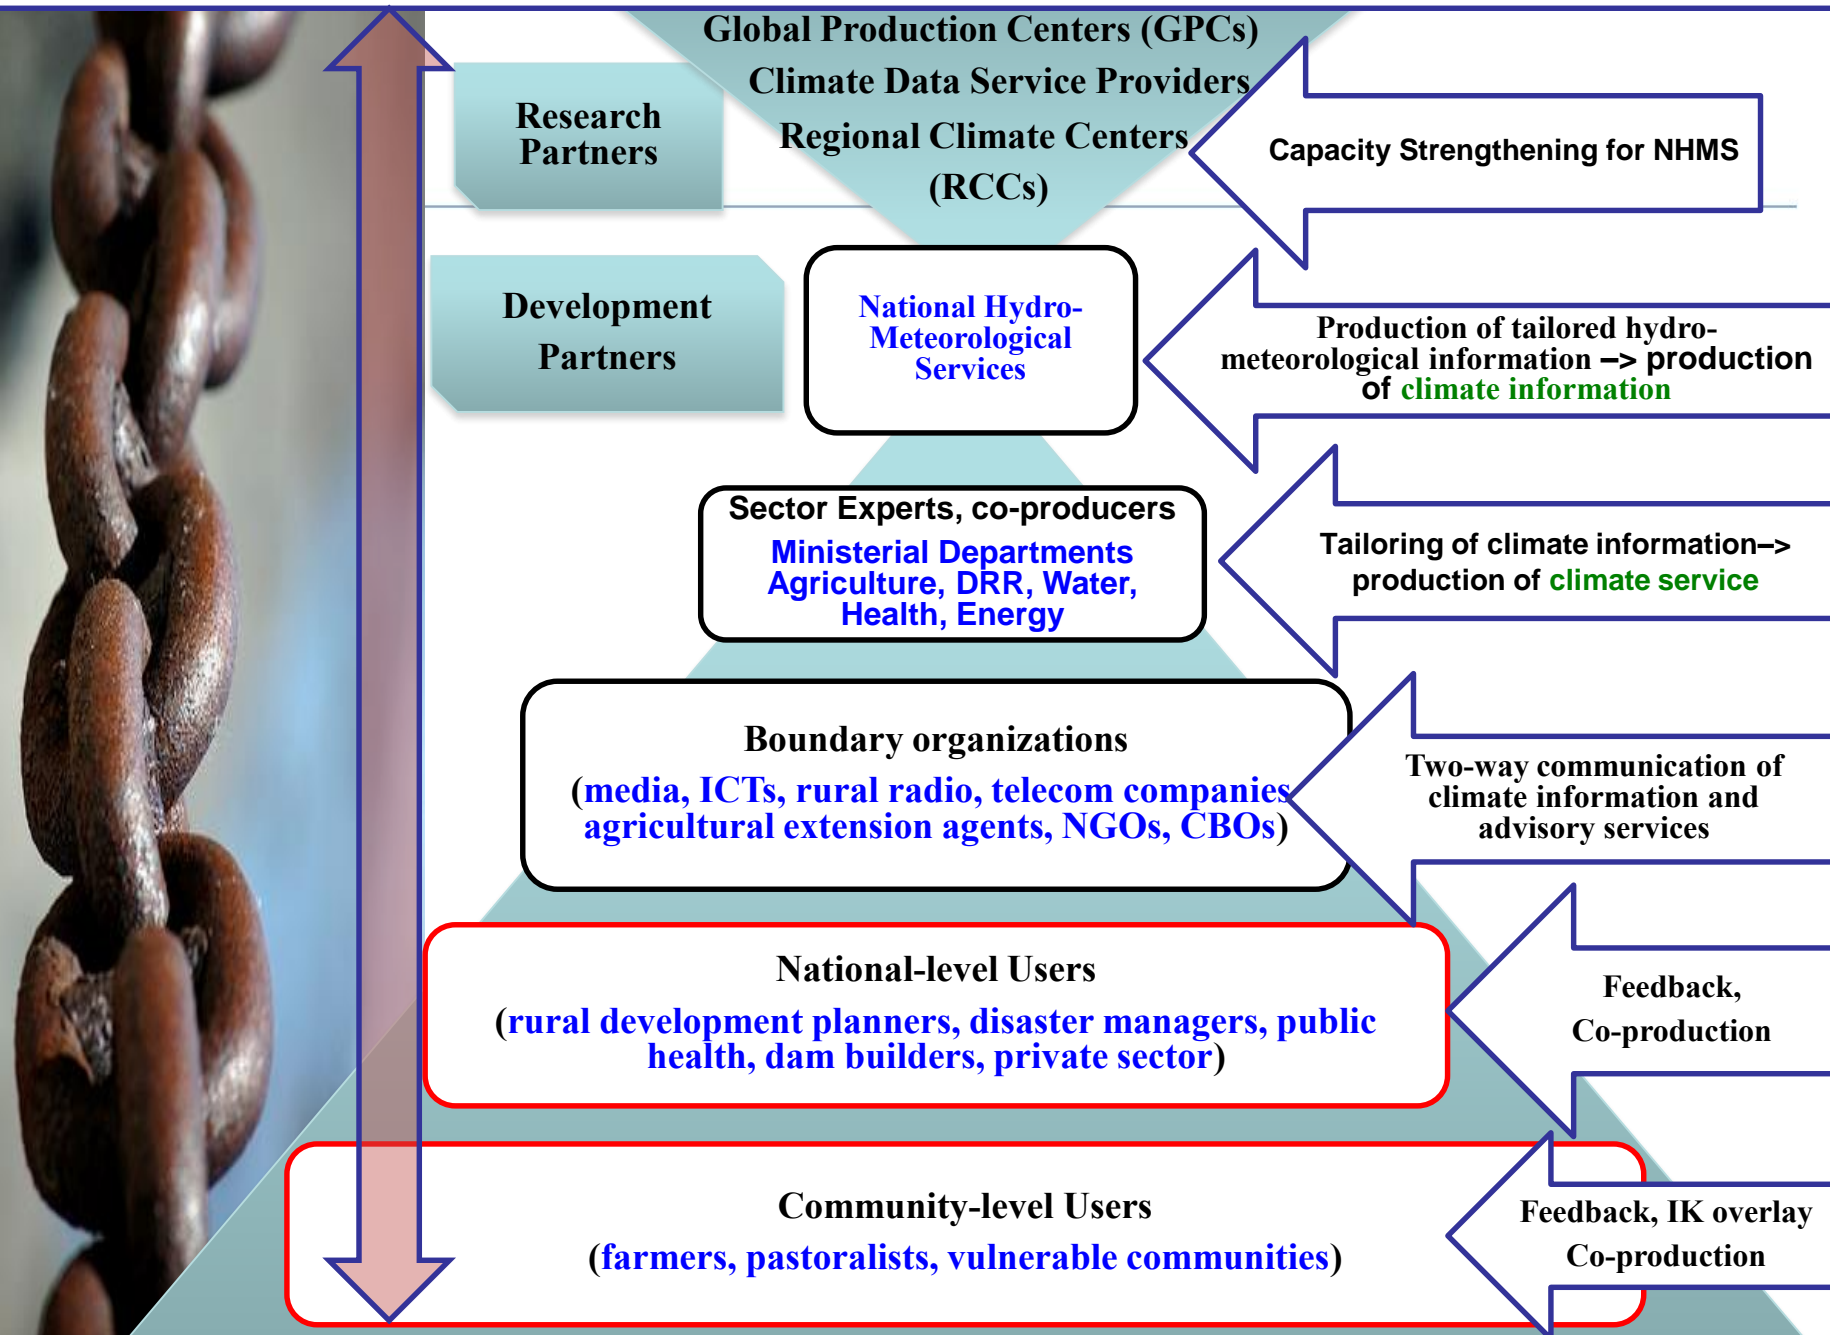 Global Production Centers (GPCs)
Climate Data Service Providers
Regional Climate Centers
(RCCs)
Research
Partners
Capacity Strengthening for NHMS
Development
Partners
National Hydro-
Meteorological
Services
Production of tailored hydro-
meteorological information –> production
of climate information
Sector Experts, co-producers
Ministerial Departments
Agriculture, DRR, Water,
Health, Energy
Tailoring of climate information–>
production of climate service
Boundary organizations
(media, ICTs, rural radio, telecom companies
agricultural extension agents, NGOs, CBOs)
Two-way communication of
climate information and
advisory services
National-level Users
(rural development planners, disaster managers, public
health, dam builders, private sector)
Feedback,
Co-production
Community-level Users
(farmers, pastoralists, vulnerable communities)
Feedback, IK overlay
Co-production